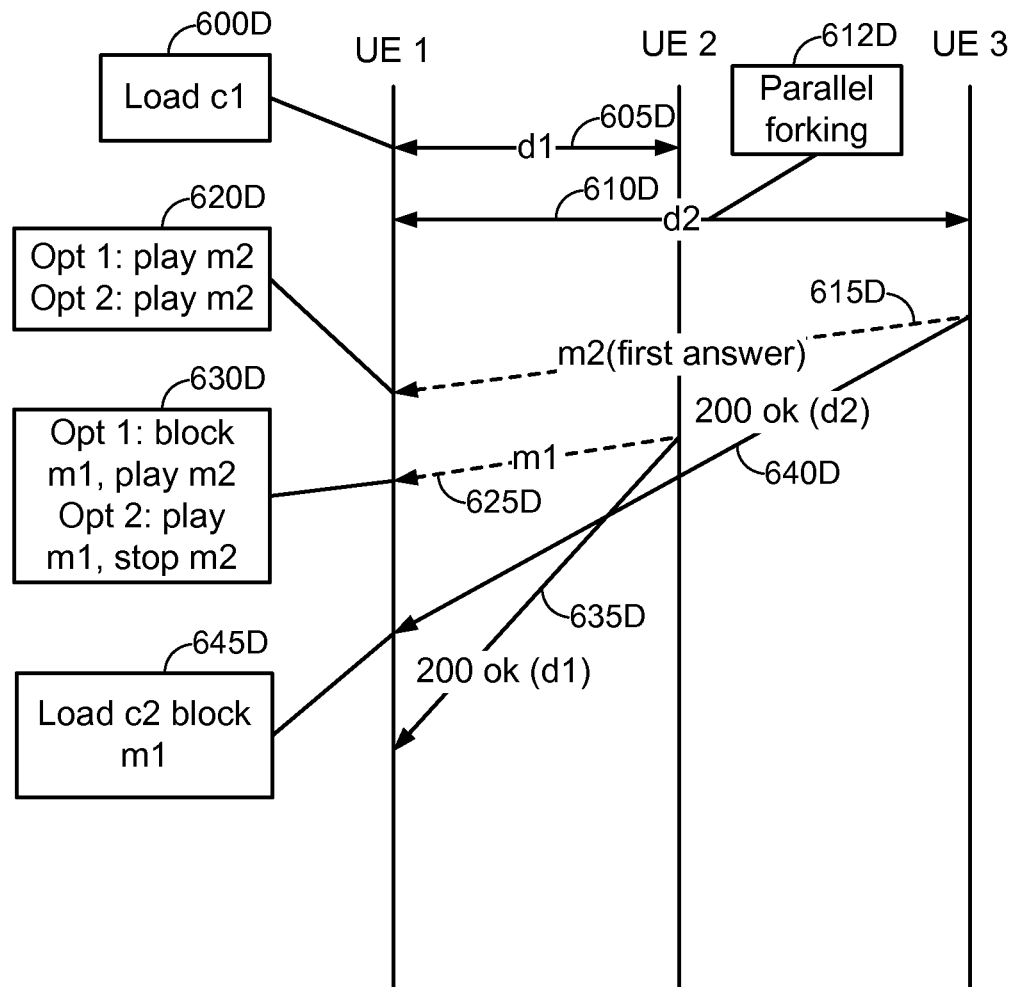 600D
Load c1
UE 1
UE 2
612D
UE 3
Parallel
forking
605D
d1
610D
d2
620D
Opt 1: play m2
Opt 2: play m2
615D
m2(first answer)
630D
Opt 1: block
m1, play m2
Opt 2: play
m1, stop m2
200 ok (d2)
m1
625D
640D
635D
645D
200 ok (d1)
Load c2 block
m1